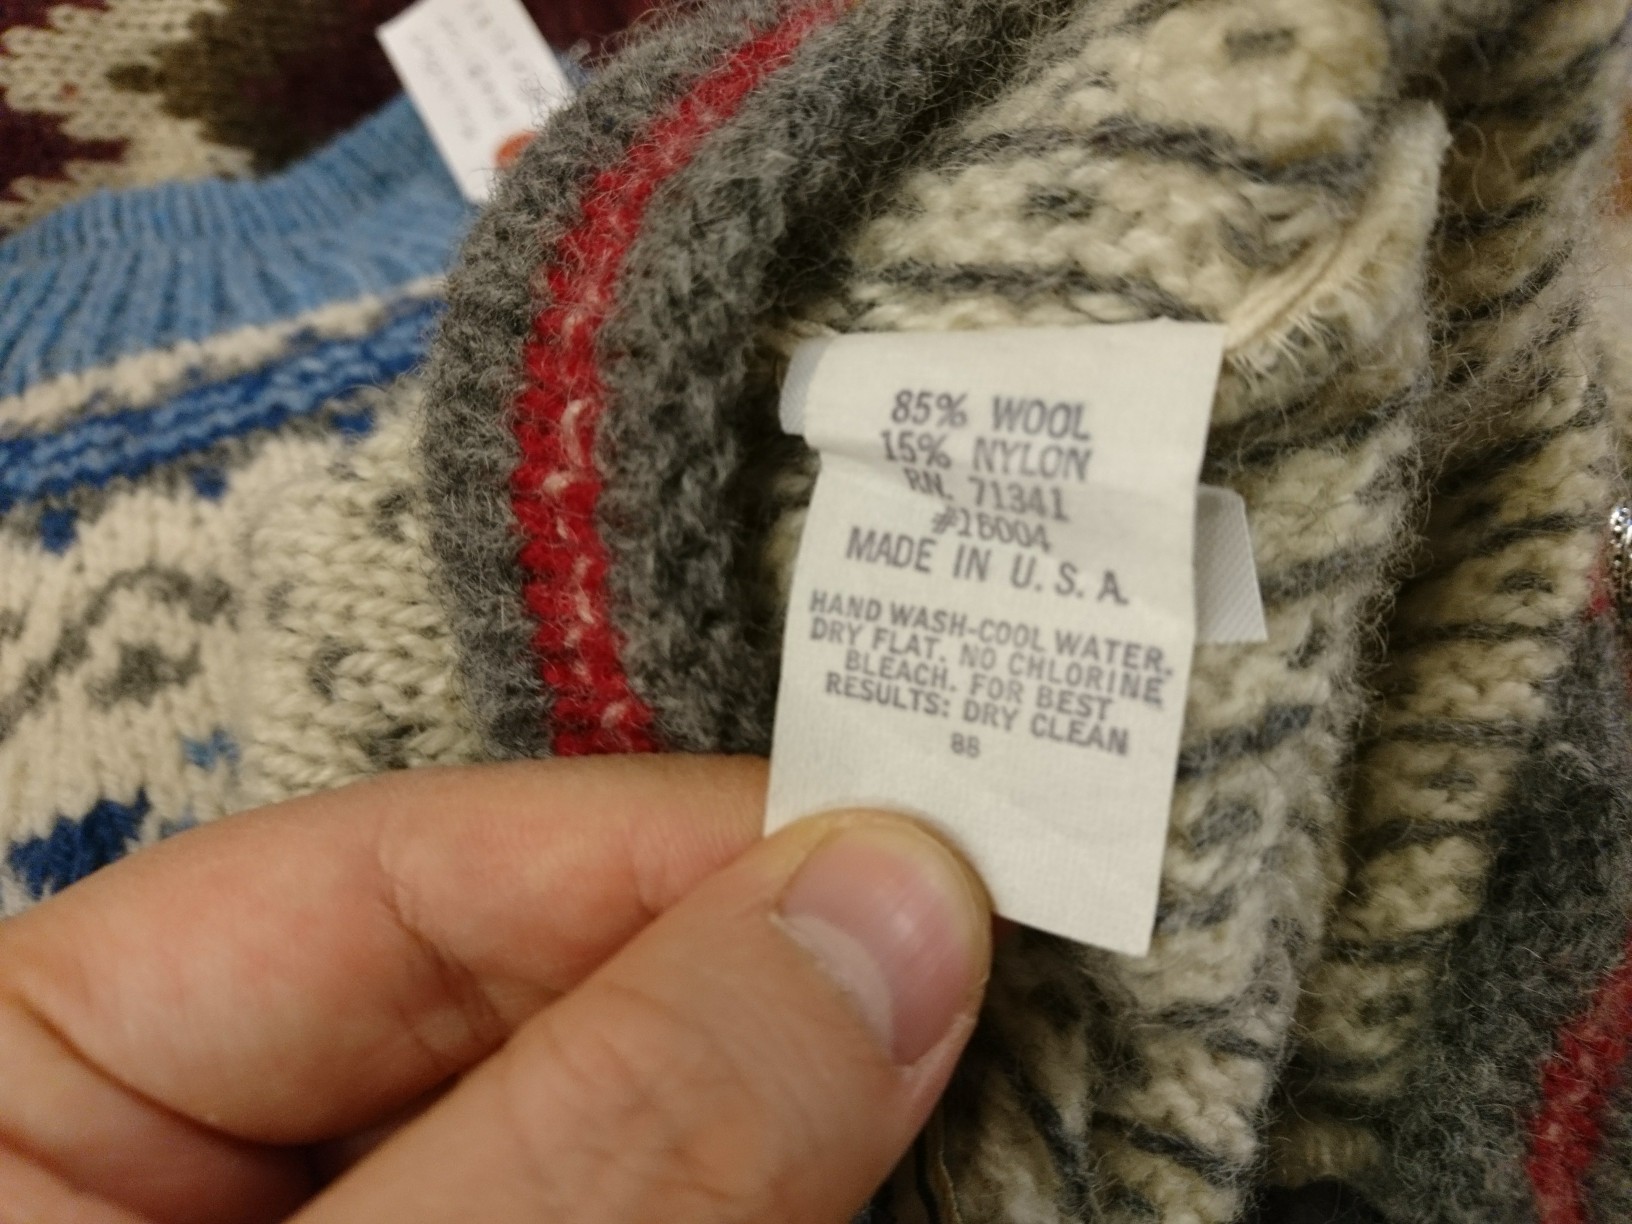 85% WOOL
15% NYLON
RN. 71341
#16004
MADE IN U.S.A.
HAND WASH-COOL WATER.
DRY FLAT. NO CHLORINE
BLEACH. FOR BEST
RESULTS: DRY CLEAN
88